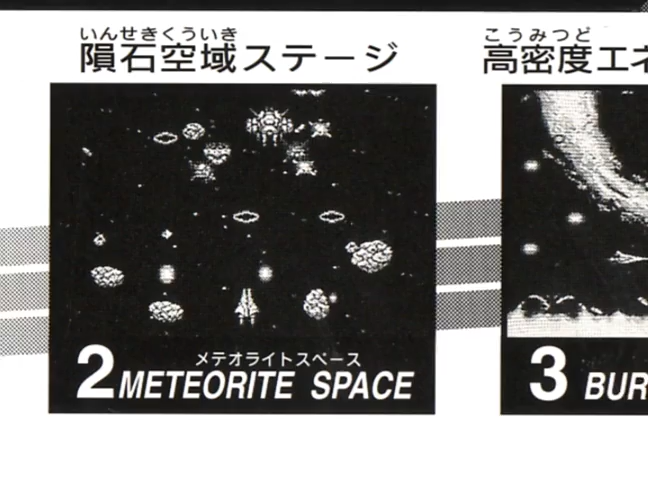 いんせきくういき
隕石空域ステージ
メテオライトスペース
2 METEORITE SPACE
こうみつど
高密度エネ
3 BUR